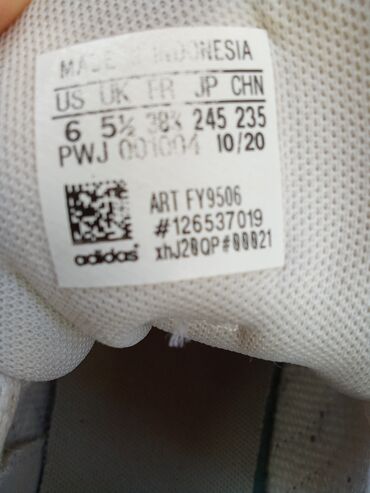 MADE IN INDONESIA
US UK FR JP CHN
6 5½ 38⅔ 245 235
PWJ 001004 10/20
ART FY9506
#126537019
adidas xhJ20QP#00021